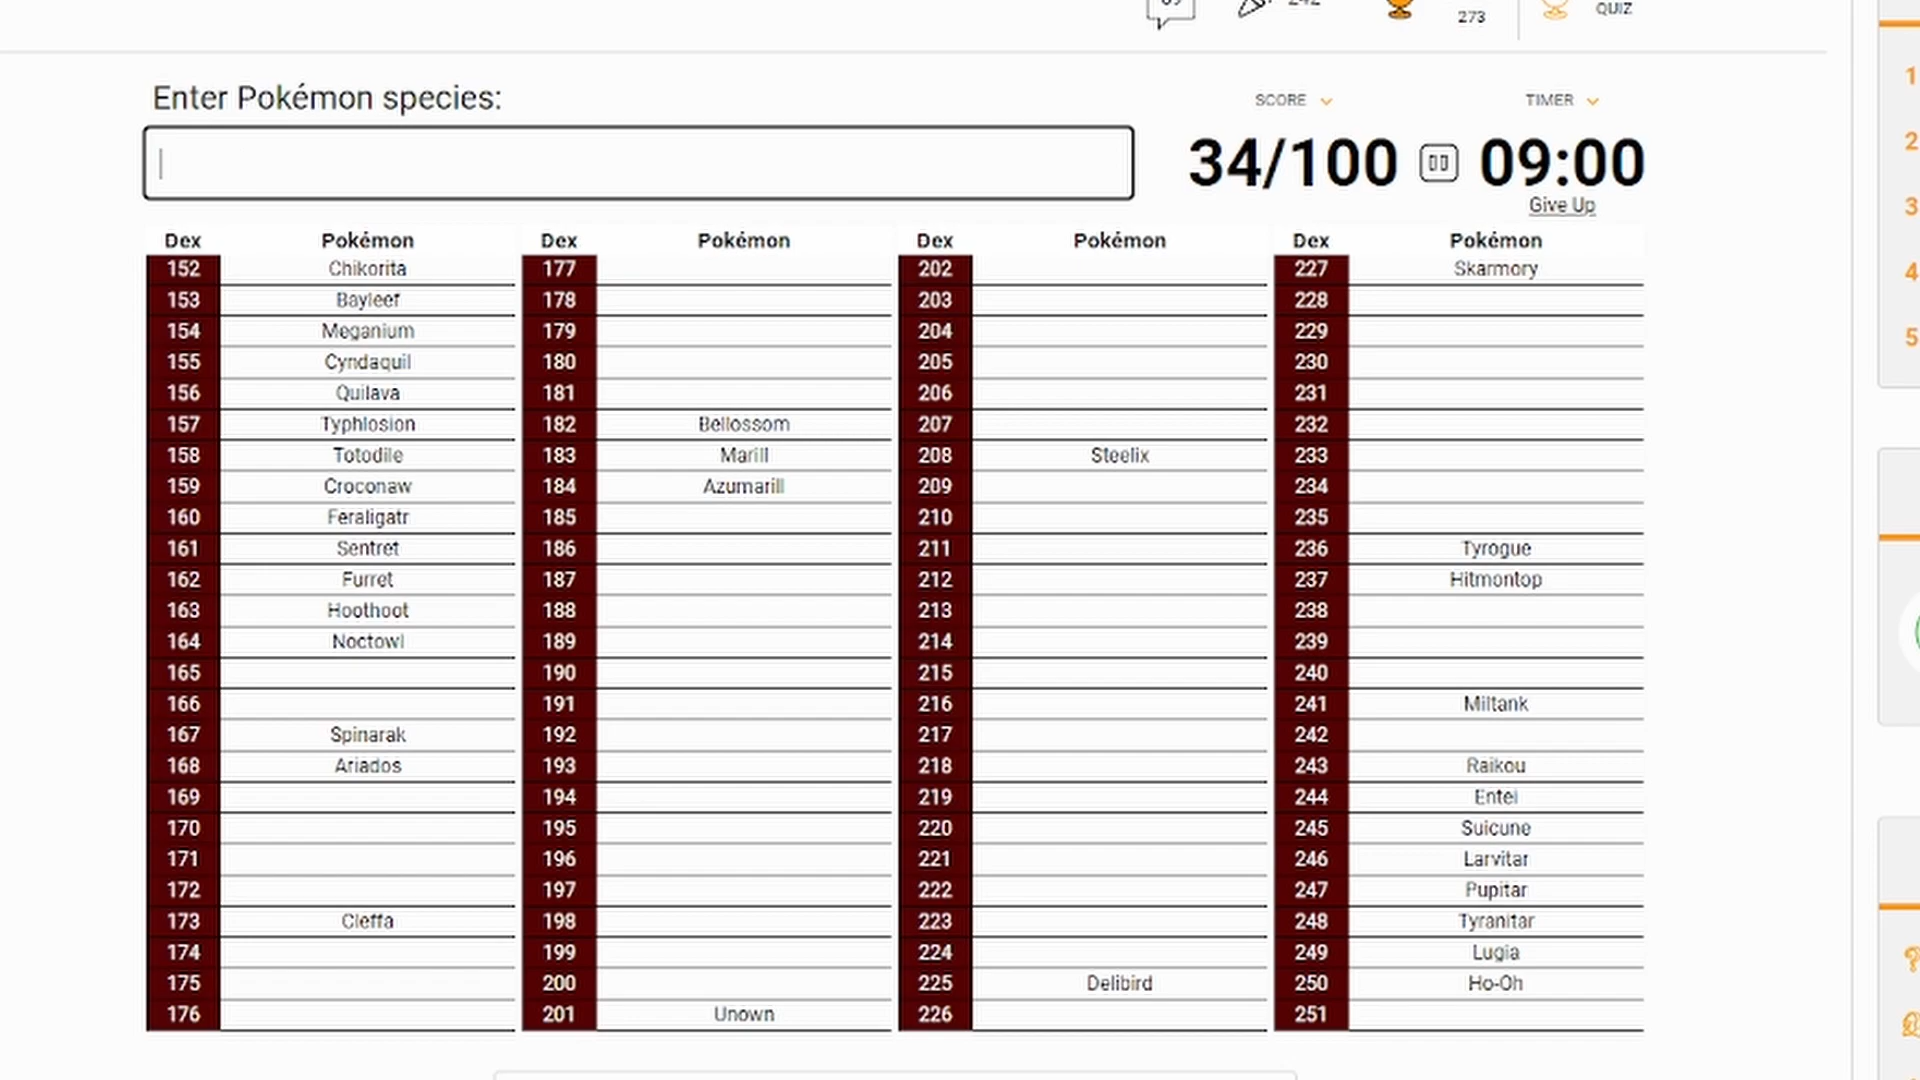 273
QUIZ
Enter Pokémon species:
SCORE
TIMER
34/100
09:00
Give Up
Dex Pokémon Dex Pokémon Dex Pokémon Dex Pokémon
152 Chikorita 177 202 227 Skarmory
153 Bayleef 178 203 228
154 Meganium 179 204 229
155 Cyndaquil 180 205 230
156 Quilava 181 206 231
157 Typhlosion 182 Bellossom 207 232
158 Totodile 183 Marill 208 Steelix 233
159 Croconaw 184 Azumarill 209 234
160 Feraligatr 185 210 235
161 Sentret 186 211 236 Tyrogue
162 Furret 187 212 237 Hitmontop
163 Hoothoot 188 213 238
164 Noctowl 189 214 239
165 190 215 240
166 191 216 241 Miltank
167 Spinarak 192 217 242
168 Ariados 193 218 243 Raikou
169 194 219 244 Entei
170 195 220 245 Suicune
171 196 221 246 Larvitar
172 197 222 247 Pupitar
173 Cleffa 198 223 248 Tyranitar
174 199 224 249 Lugia
175 200 225 Delibird 250 Ho-Oh
176 201 Unown 226 251
1
2
3
4
5